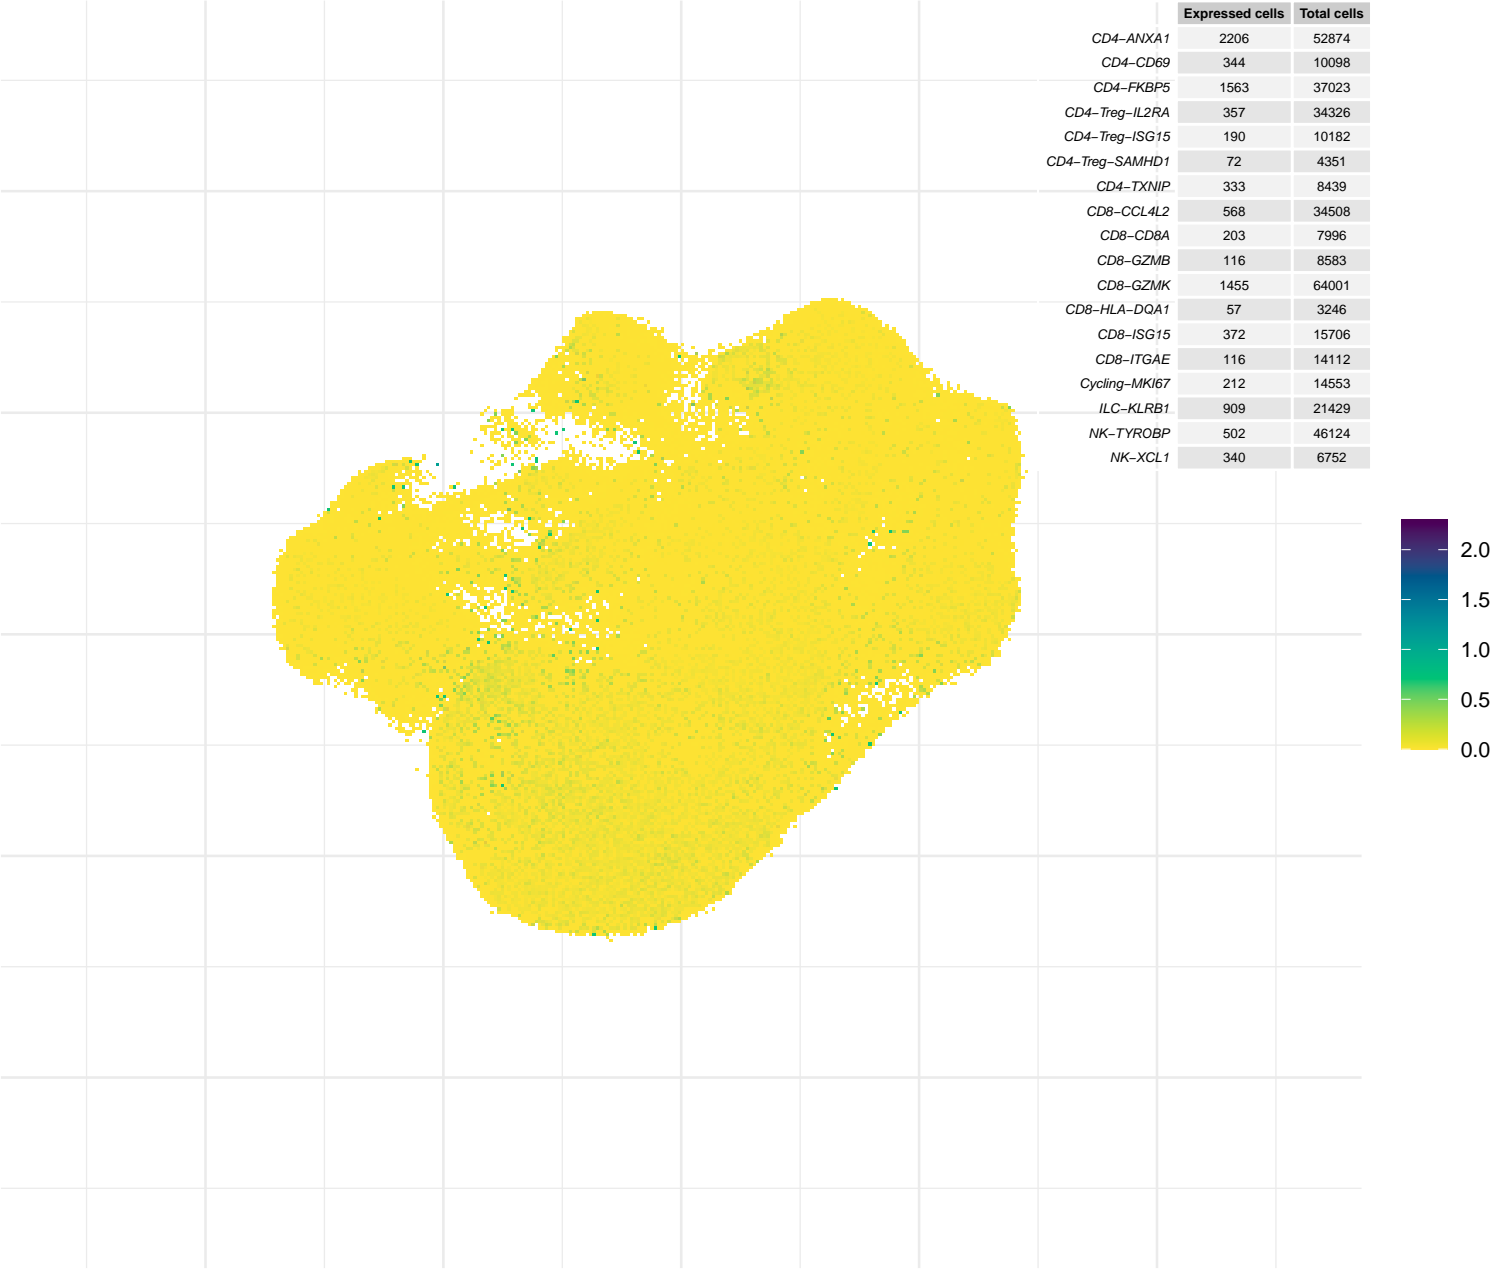 Expressed cells Total cells
CD4−ANXA1 2206 52874
CD4−CD69 344 10098
CD4−FKBP5 1563 37023
CD4−Treg−IL2RA 357 34326
CD4−Treg−ISG15 190 10182
CD4−Treg−SAMHD1 72 4351
CD4−TXNIP 333 8439
CD8−CCL4L2 568 34508
CD8−CD8A 203 7996
CD8−GZMB 116 8583
CD8−GZMK 1455 64001
CD8−HLA−DQA1 57 3246
CD8−ISG15 372 15706
CD8−ITGAE 116 14112
Cycling−MKI67 212 14553
ILC−KLRB1 909 21429
NK−TYROBP 502 46124
NK−XCL1 340 6752
2.0
1.5
1.0
0.5
0.0